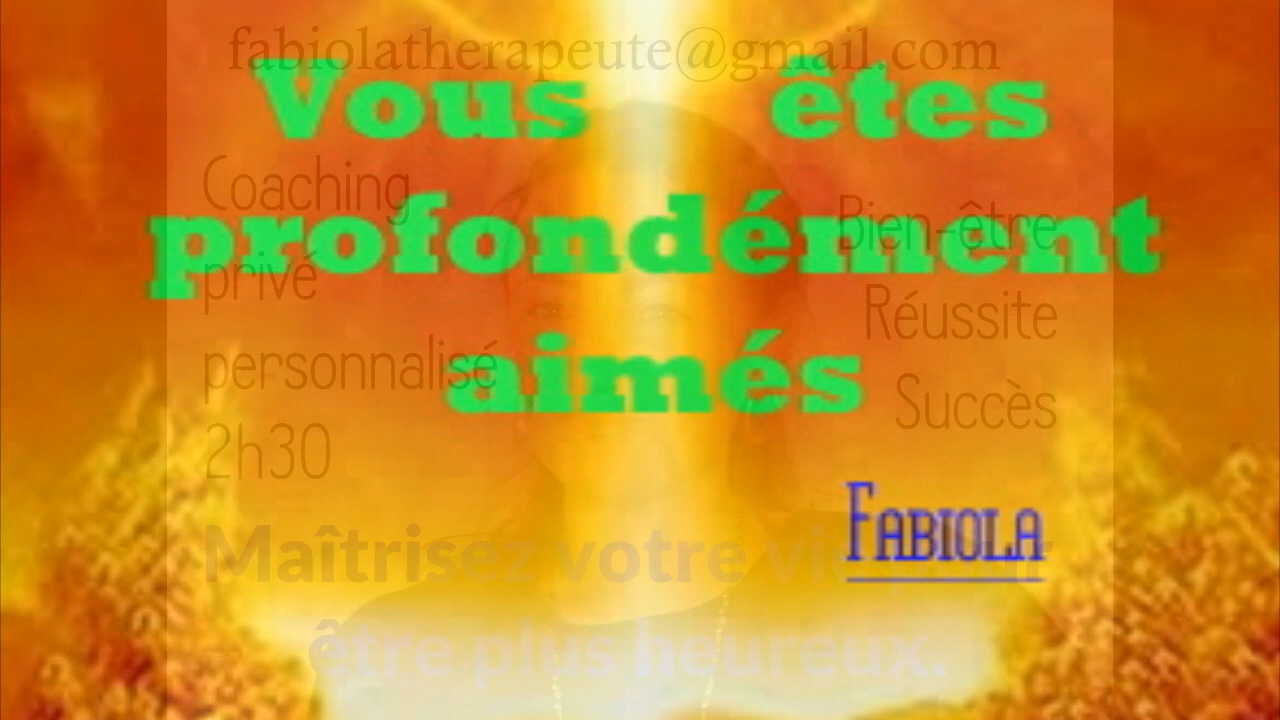 fabiolatherapeute@gmail.com
Vous êtes
profondément
aimés
Coaching
privé
personnalisé
2h30
Bien-être
Réussite
Succès
FABIOLA
Maîtrisez votre vie
être plus heureux.